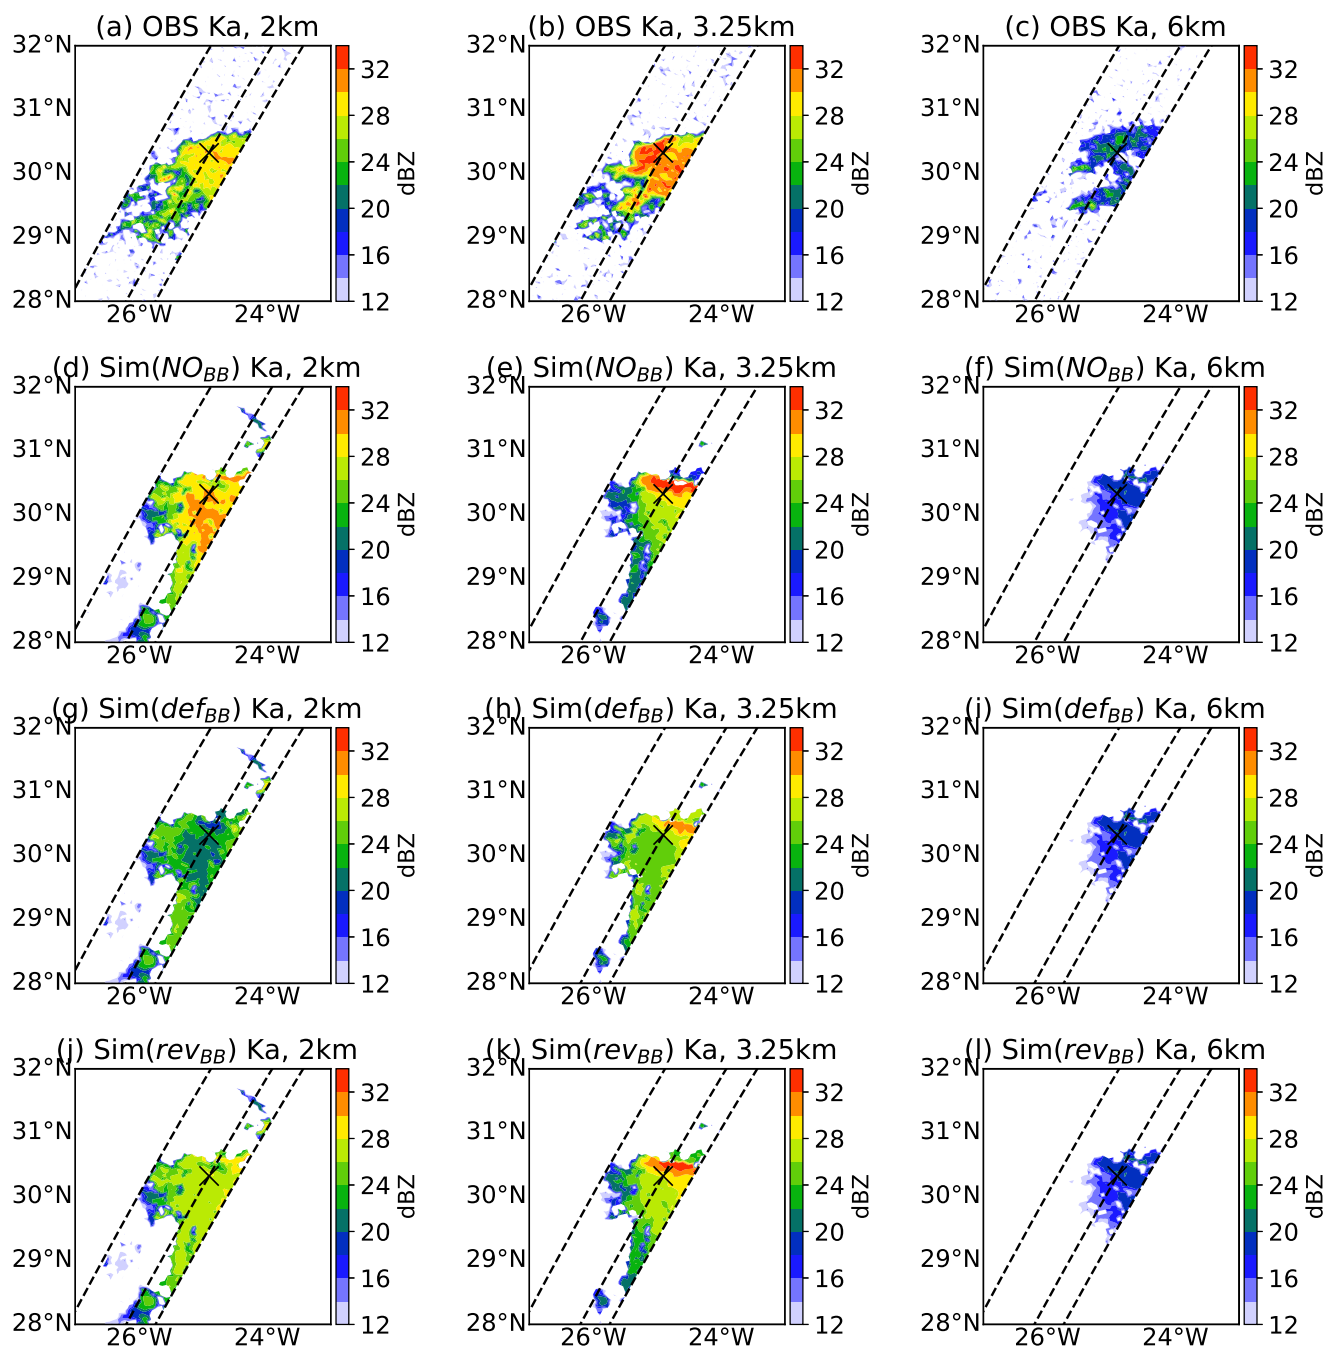 (a) OBS Ka, 2km
(b) OBS Ka, 3.25km
(c) OBS Ka, 6km
32°N
31°N
30°N
29°N
28°N
26°W 24°W
32
28
24
20
16
12
dBZ
32°N
31°N
30°N
29°N
28°N
26°W 24°W
32
28
24
20
16
12
dBZ
32°N
31°N
30°N
29°N
28°N
26°W 24°W
32
28
24
20
16
12
dBZ
(d) Sim(NO_BB) Ka, 2km
(e) Sim(NO_BB) Ka, 3.25km
(f) Sim(NO_BB) Ka, 6km
32°N
31°N
30°N
29°N
28°N
26°W 24°W
32
28
24
20
16
12
dBZ
32°N
31°N
30°N
29°N
28°N
26°W 24°W
32
28
24
20
16
12
dBZ
32°N
31°N
30°N
29°N
28°N
26°W 24°W
32
28
24
20
16
12
dBZ
(g) Sim(def_BB) Ka, 2km
(h) Sim(def_BB) Ka, 3.25km
(i) Sim(def_BB) Ka, 6km
32°N
31°N
30°N
29°N
28°N
26°W 24°W
32
28
24
20
16
12
dBZ
32°N
31°N
30°N
29°N
28°N
26°W 24°W
32
28
24
20
16
12
dBZ
32°N
31°N
30°N
29°N
28°N
26°W 24°W
32
28
24
20
16
12
dBZ
(j) Sim(rev_BB) Ka, 2km
(k) Sim(rev_BB) Ka, 3.25km
(l) Sim(rev_BB) Ka, 6km
32°N
31°N
30°N
29°N
28°N
26°W 24°W
32
28
24
20
16
12
dBZ
32°N
31°N
30°N
29°N
28°N
26°W 24°W
32
28
24
20
16
12
dBZ
32°N
31°N
30°N
29°N
28°N
26°W 24°W
32
28
24
20
16
12
dBZ